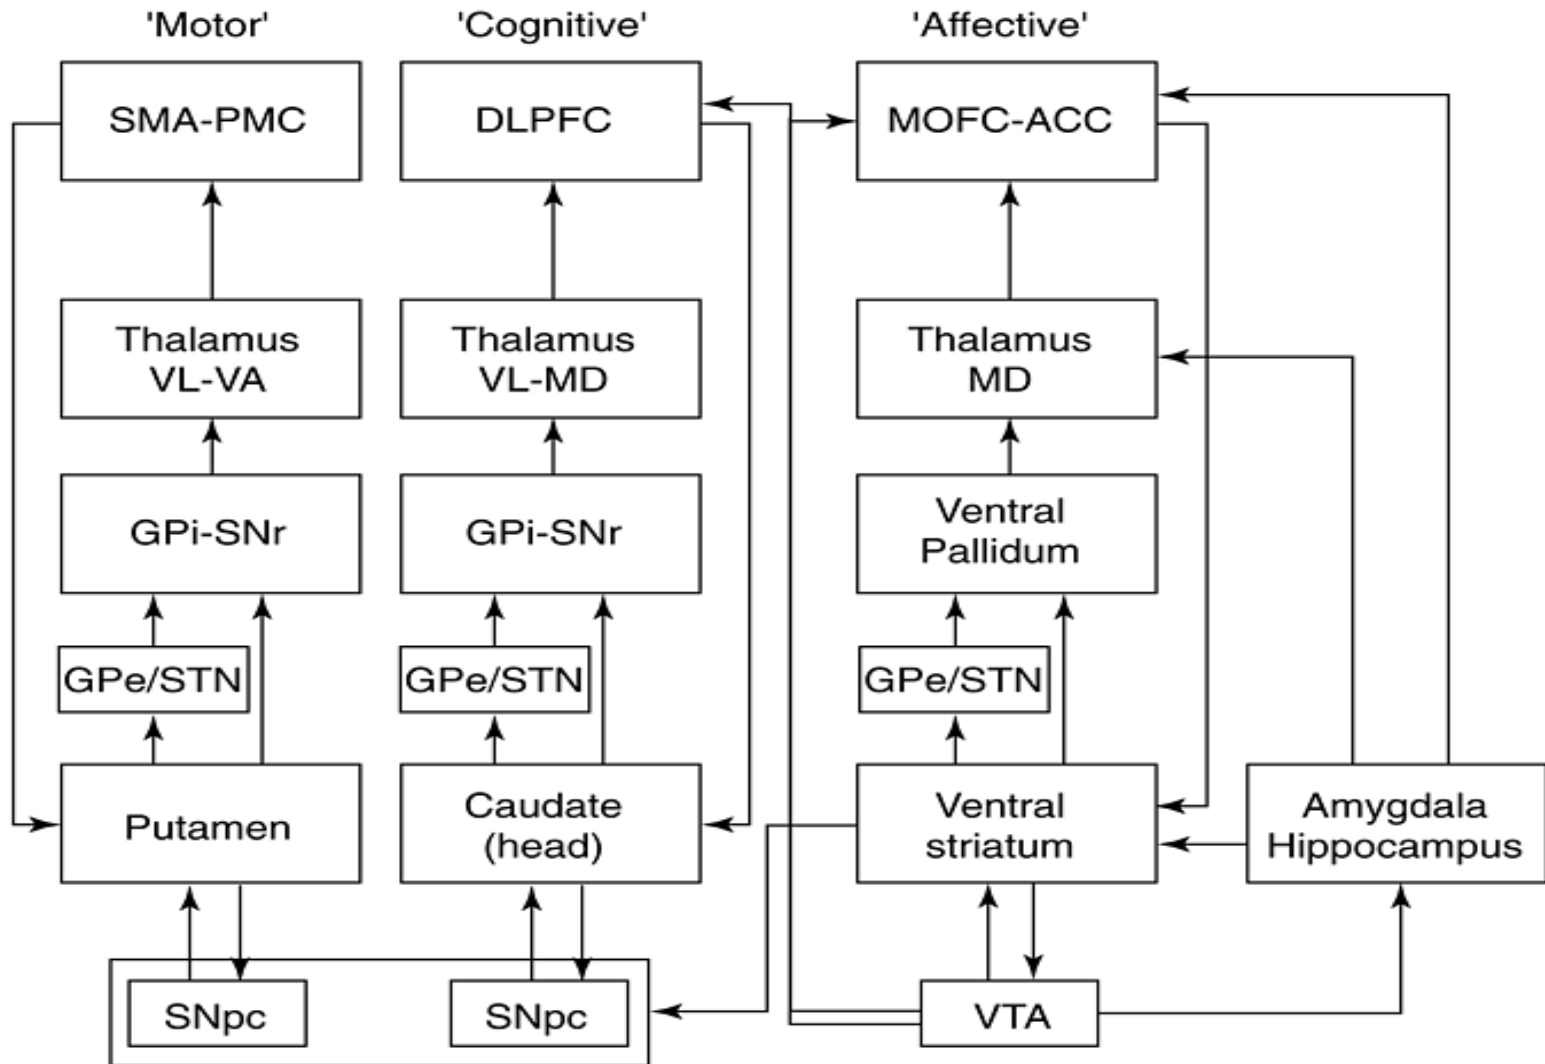 'Motor'
'Cognitive'
'Affective'
SMA-PMC
DLPFC
MOFC-ACC
Thalamus
VL-VA
Thalamus
VL-MD
Thalamus
MD
GPi-SNr
GPi-SNr
Ventral
Pallidum
GPe/STN
GPe/STN
GPe/STN
Putamen
Caudate
(head)
Ventral
striatum
Amygdala
Hippocampus
SNpc
SNpc
VTA